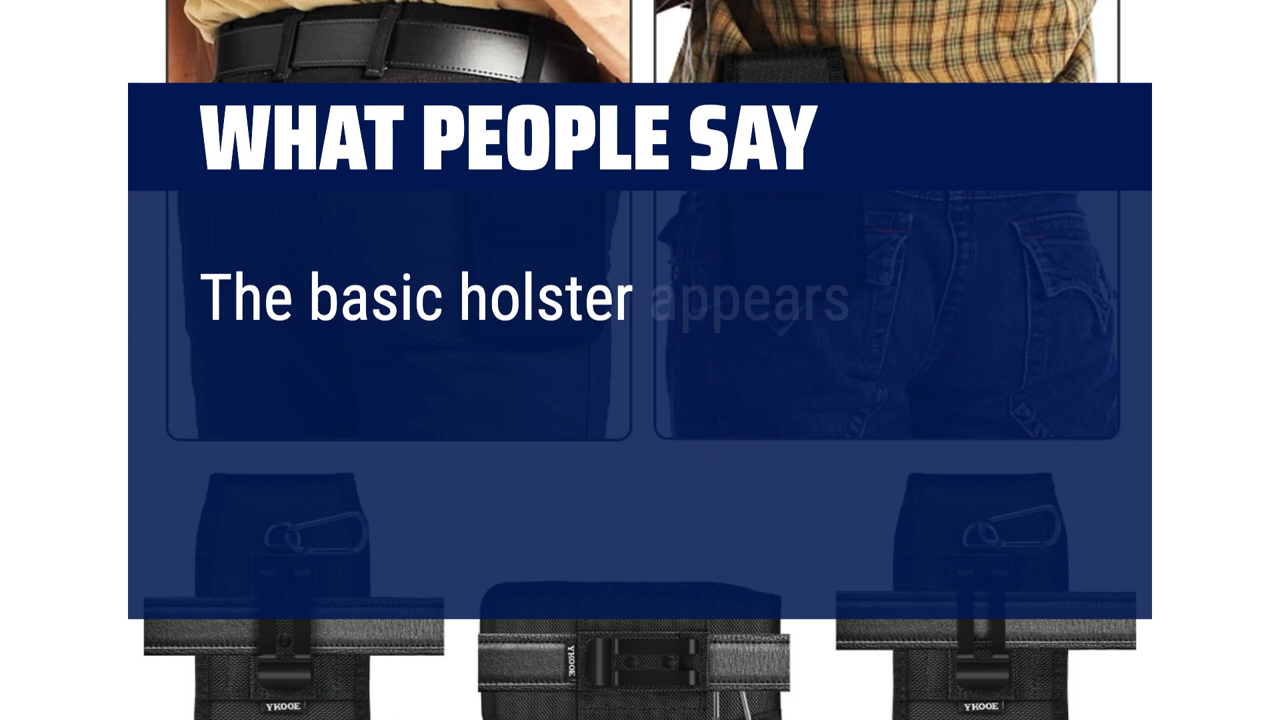 WHAT PEOPLE SAY
The basic holster appears
YKOOE
YKOOE
YKOOE